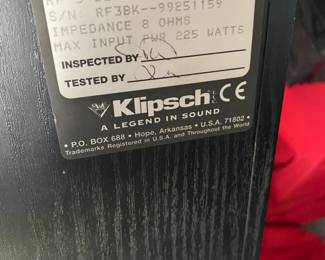 S/N: RF3BK--99251159
IMPEDANCE 8 OHMS
MAX INPUT PWR 225 WATTS
INSPECTED BY
TESTED BY
Klipsch CE
A LEGEND IN SOUND
• P.O. BOX 688 • Hope, Arkansas • U.S.A. 71802 •
Trademarks Registered in U.S.A. and Throughout the World